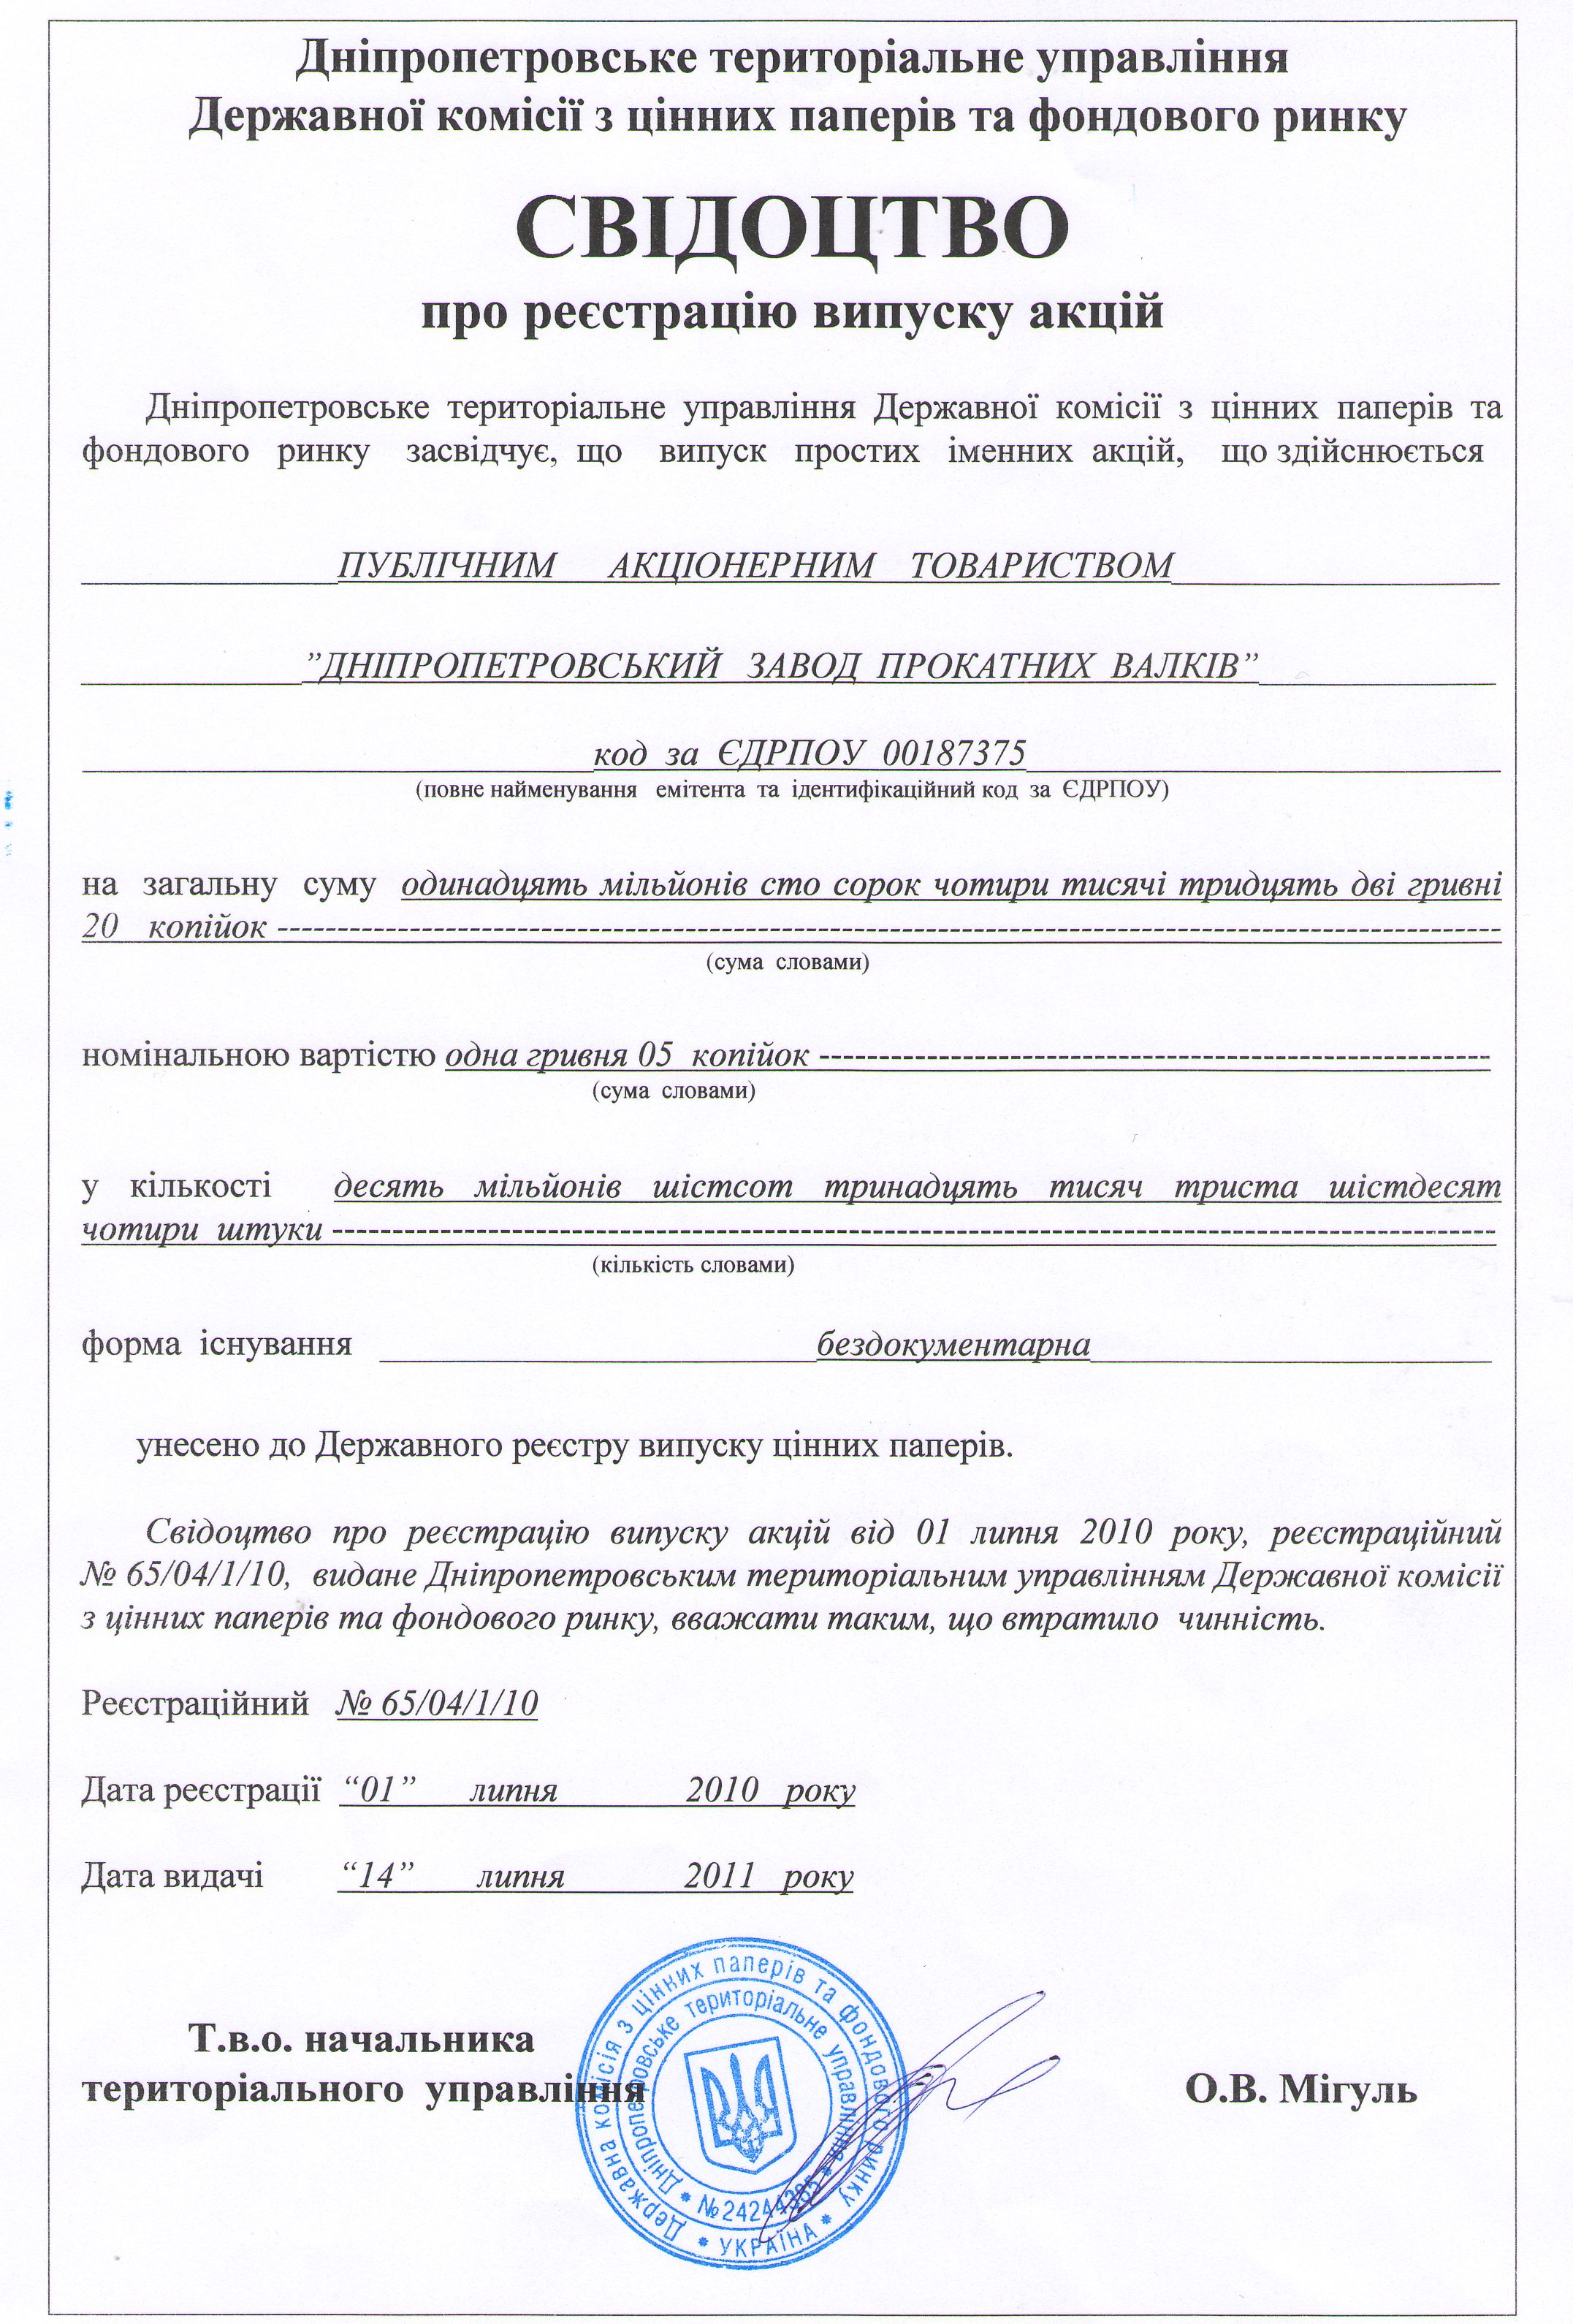 Дніпропетровське територіальне управління
Державної комісії з цінних паперів та фондового ринку
СВІДОЦТВО
про реєстрацію випуску акцій
Дніпропетровське територіальне управління Державної комісії з цінних паперів та
фондового ринку засвідчує, що випуск простих іменних акцій, що здійснюється
ПУБЛІЧНИМ АКЦІОНЕРНИМ ТОВАРИСТВОМ
”ДНІПРОПЕТРОВСЬКИЙ ЗАВОД ПРОКАТНИХ ВАЛКІВ”
код за ЄДРПОУ 00187375
(повне найменування емітента та ідентифікаційний код за ЄДРПОУ)
на загальну суму одинадцять мільйонів сто сорок чотири тисячі тридцять дві гривні
20 копійок
(сума словами)
номінальною вартістю одна гривня 05 копійок
(сума словами)
у кількості десять мільйонів шістсот тринадцять тисяч триста шістдесят
чотири штуки
(кількість словами)
форма існування бездокументарна
унесено до Державного реєстру випуску цінних паперів.
Свідоцтво про реєстрацію випуску акцій від 01 липня 2010 року, реєстраційний
№ 65/04/1/10, видане Дніпропетровським територіальним управлінням Державної комісії
з цінних паперів та фондового ринку, вважати таким, що втратило чинність.
Реєстраційний № 65/04/1/10
Дата реєстрації “01” липня 2010 року
Дата видачі “14” липня 2011 року
Т.в.о. начальника
територіального управління О.В. Мігуль
Державна комісія з цінних паперів та фондового ринку
Дніпропетровське територіальне управління
№24244385
УКРАЇНА